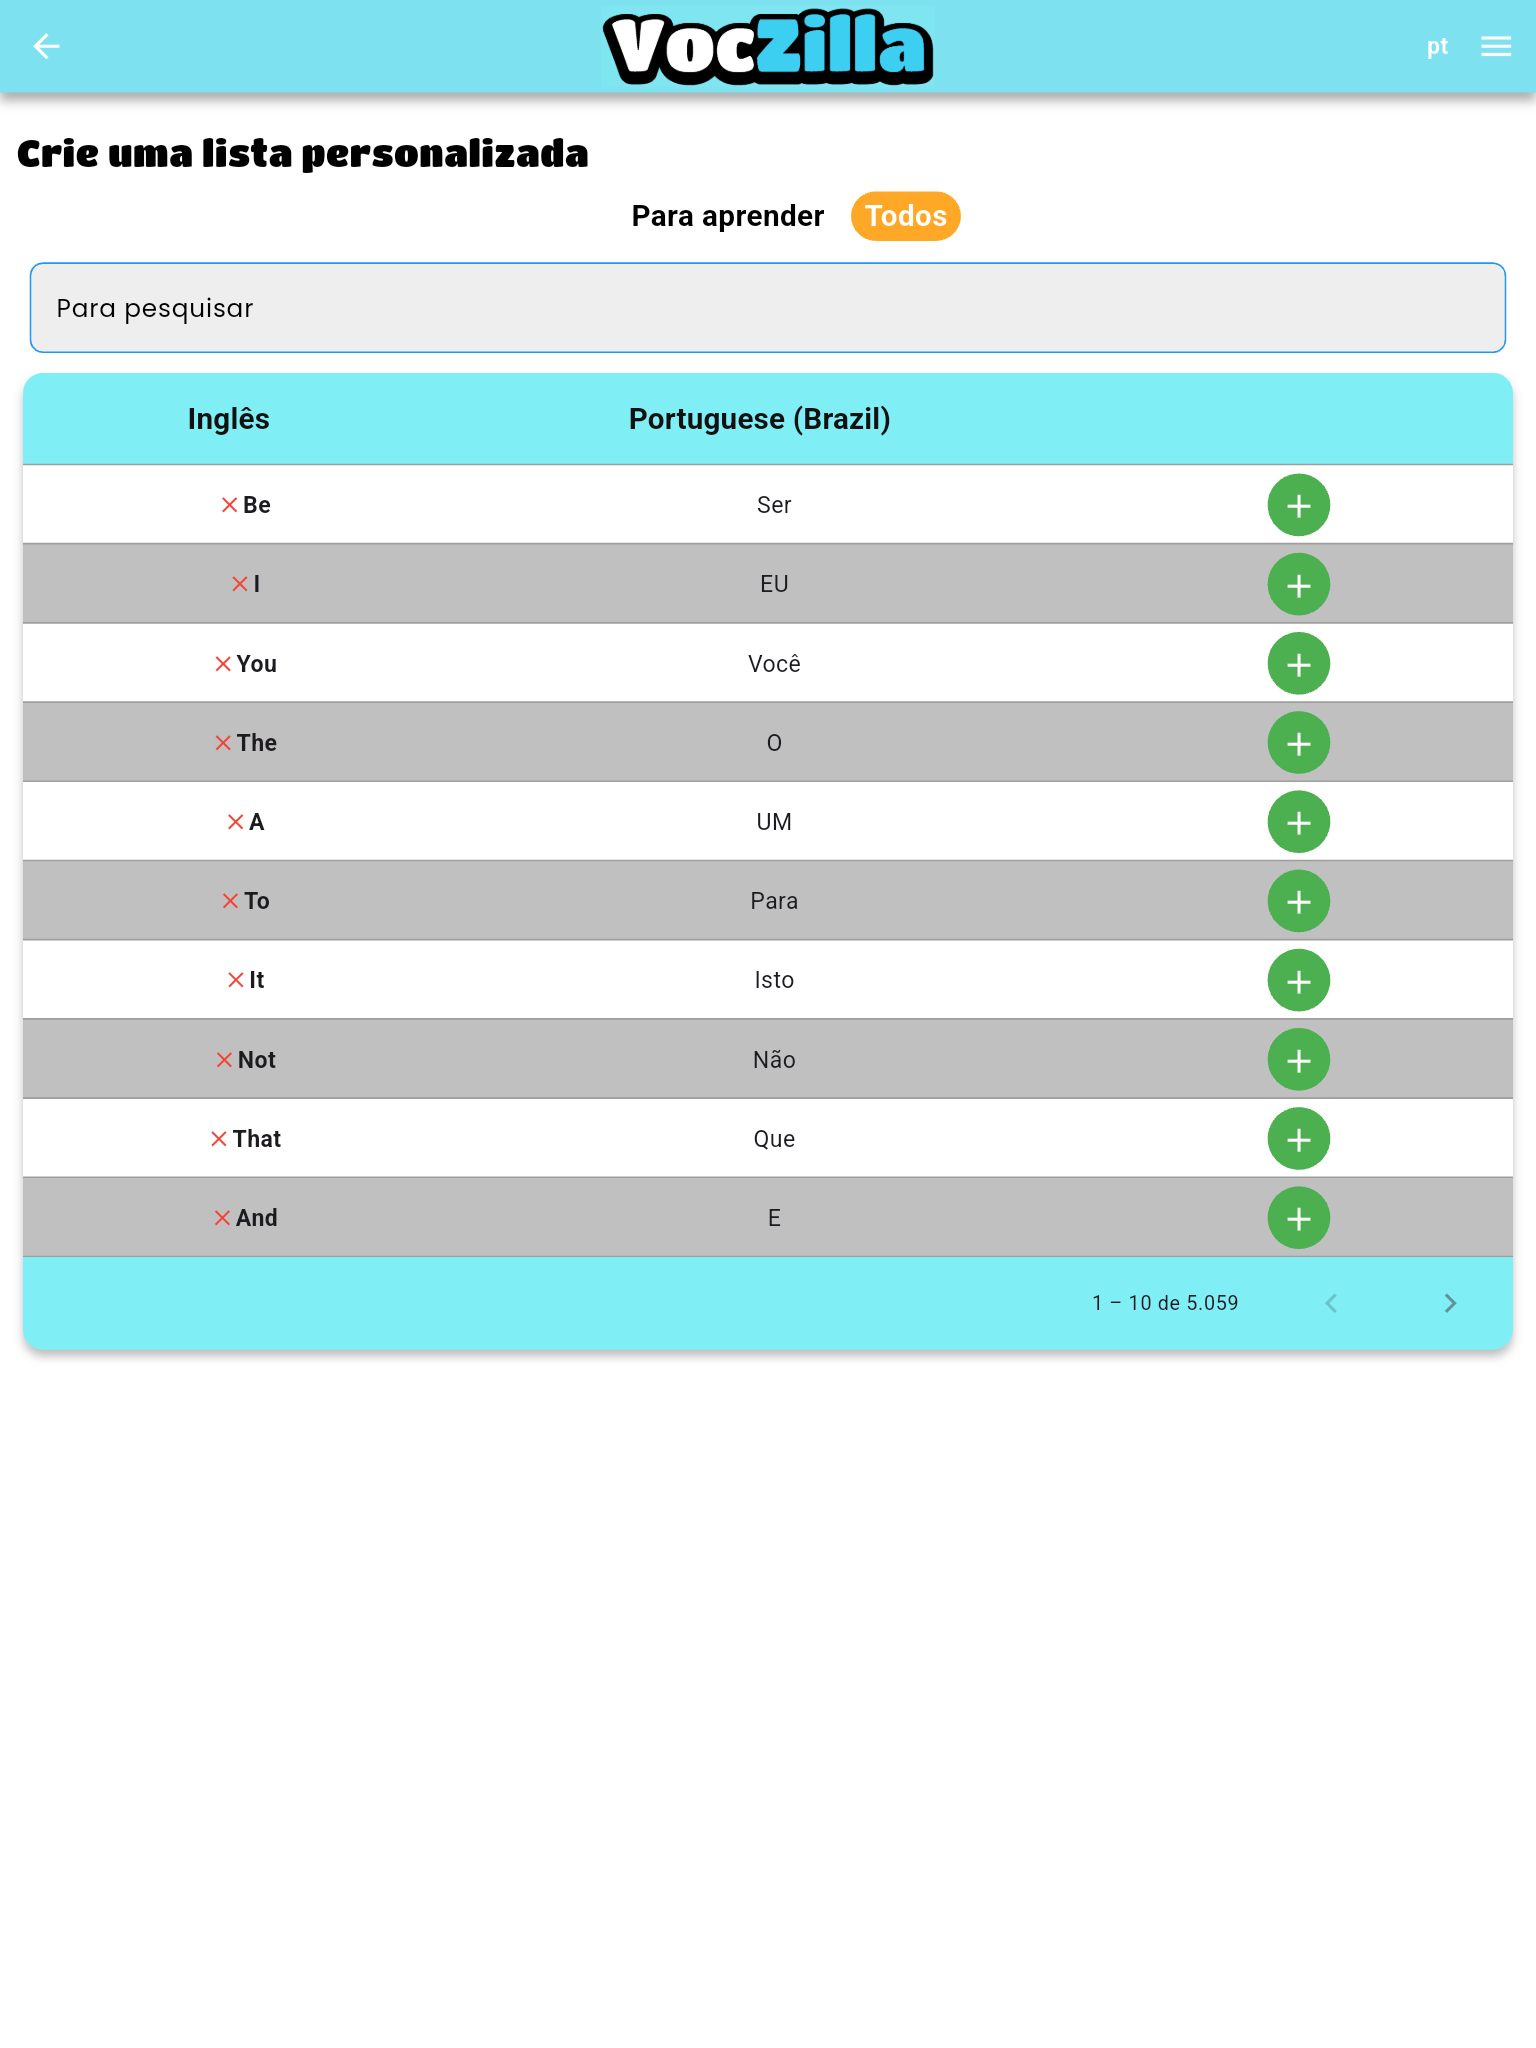 VocZilla
pt
Crie uma lista personalizada
Para aprender Todos
Para pesquisar
Inglês Portuguese (Brazil)
Be Ser
I EU
You Você
The O
A UM
To Para
It Isto
Not Não
That Que
And E
1 – 10 de 5.059